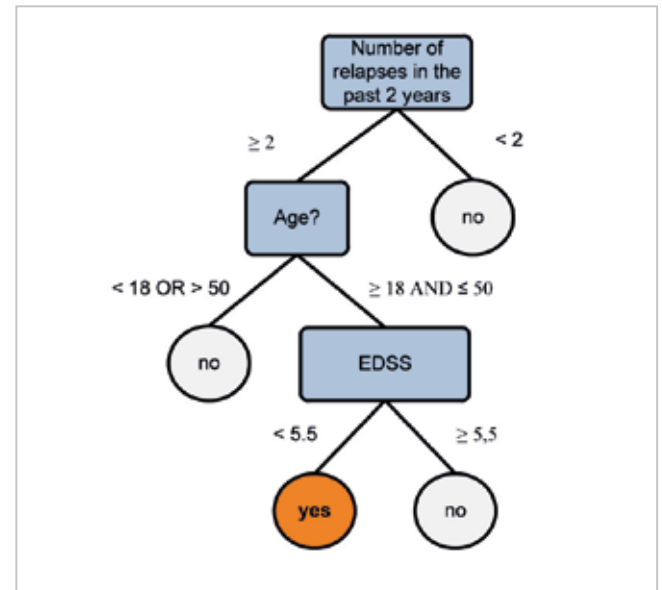 Number of
relapses in the
past 2 years
≥ 2
< 2
Age?
no
< 18 OR > 50
≥ 18 AND ≤ 50
no
EDSS
< 5.5
≥ 5,5
yes
no